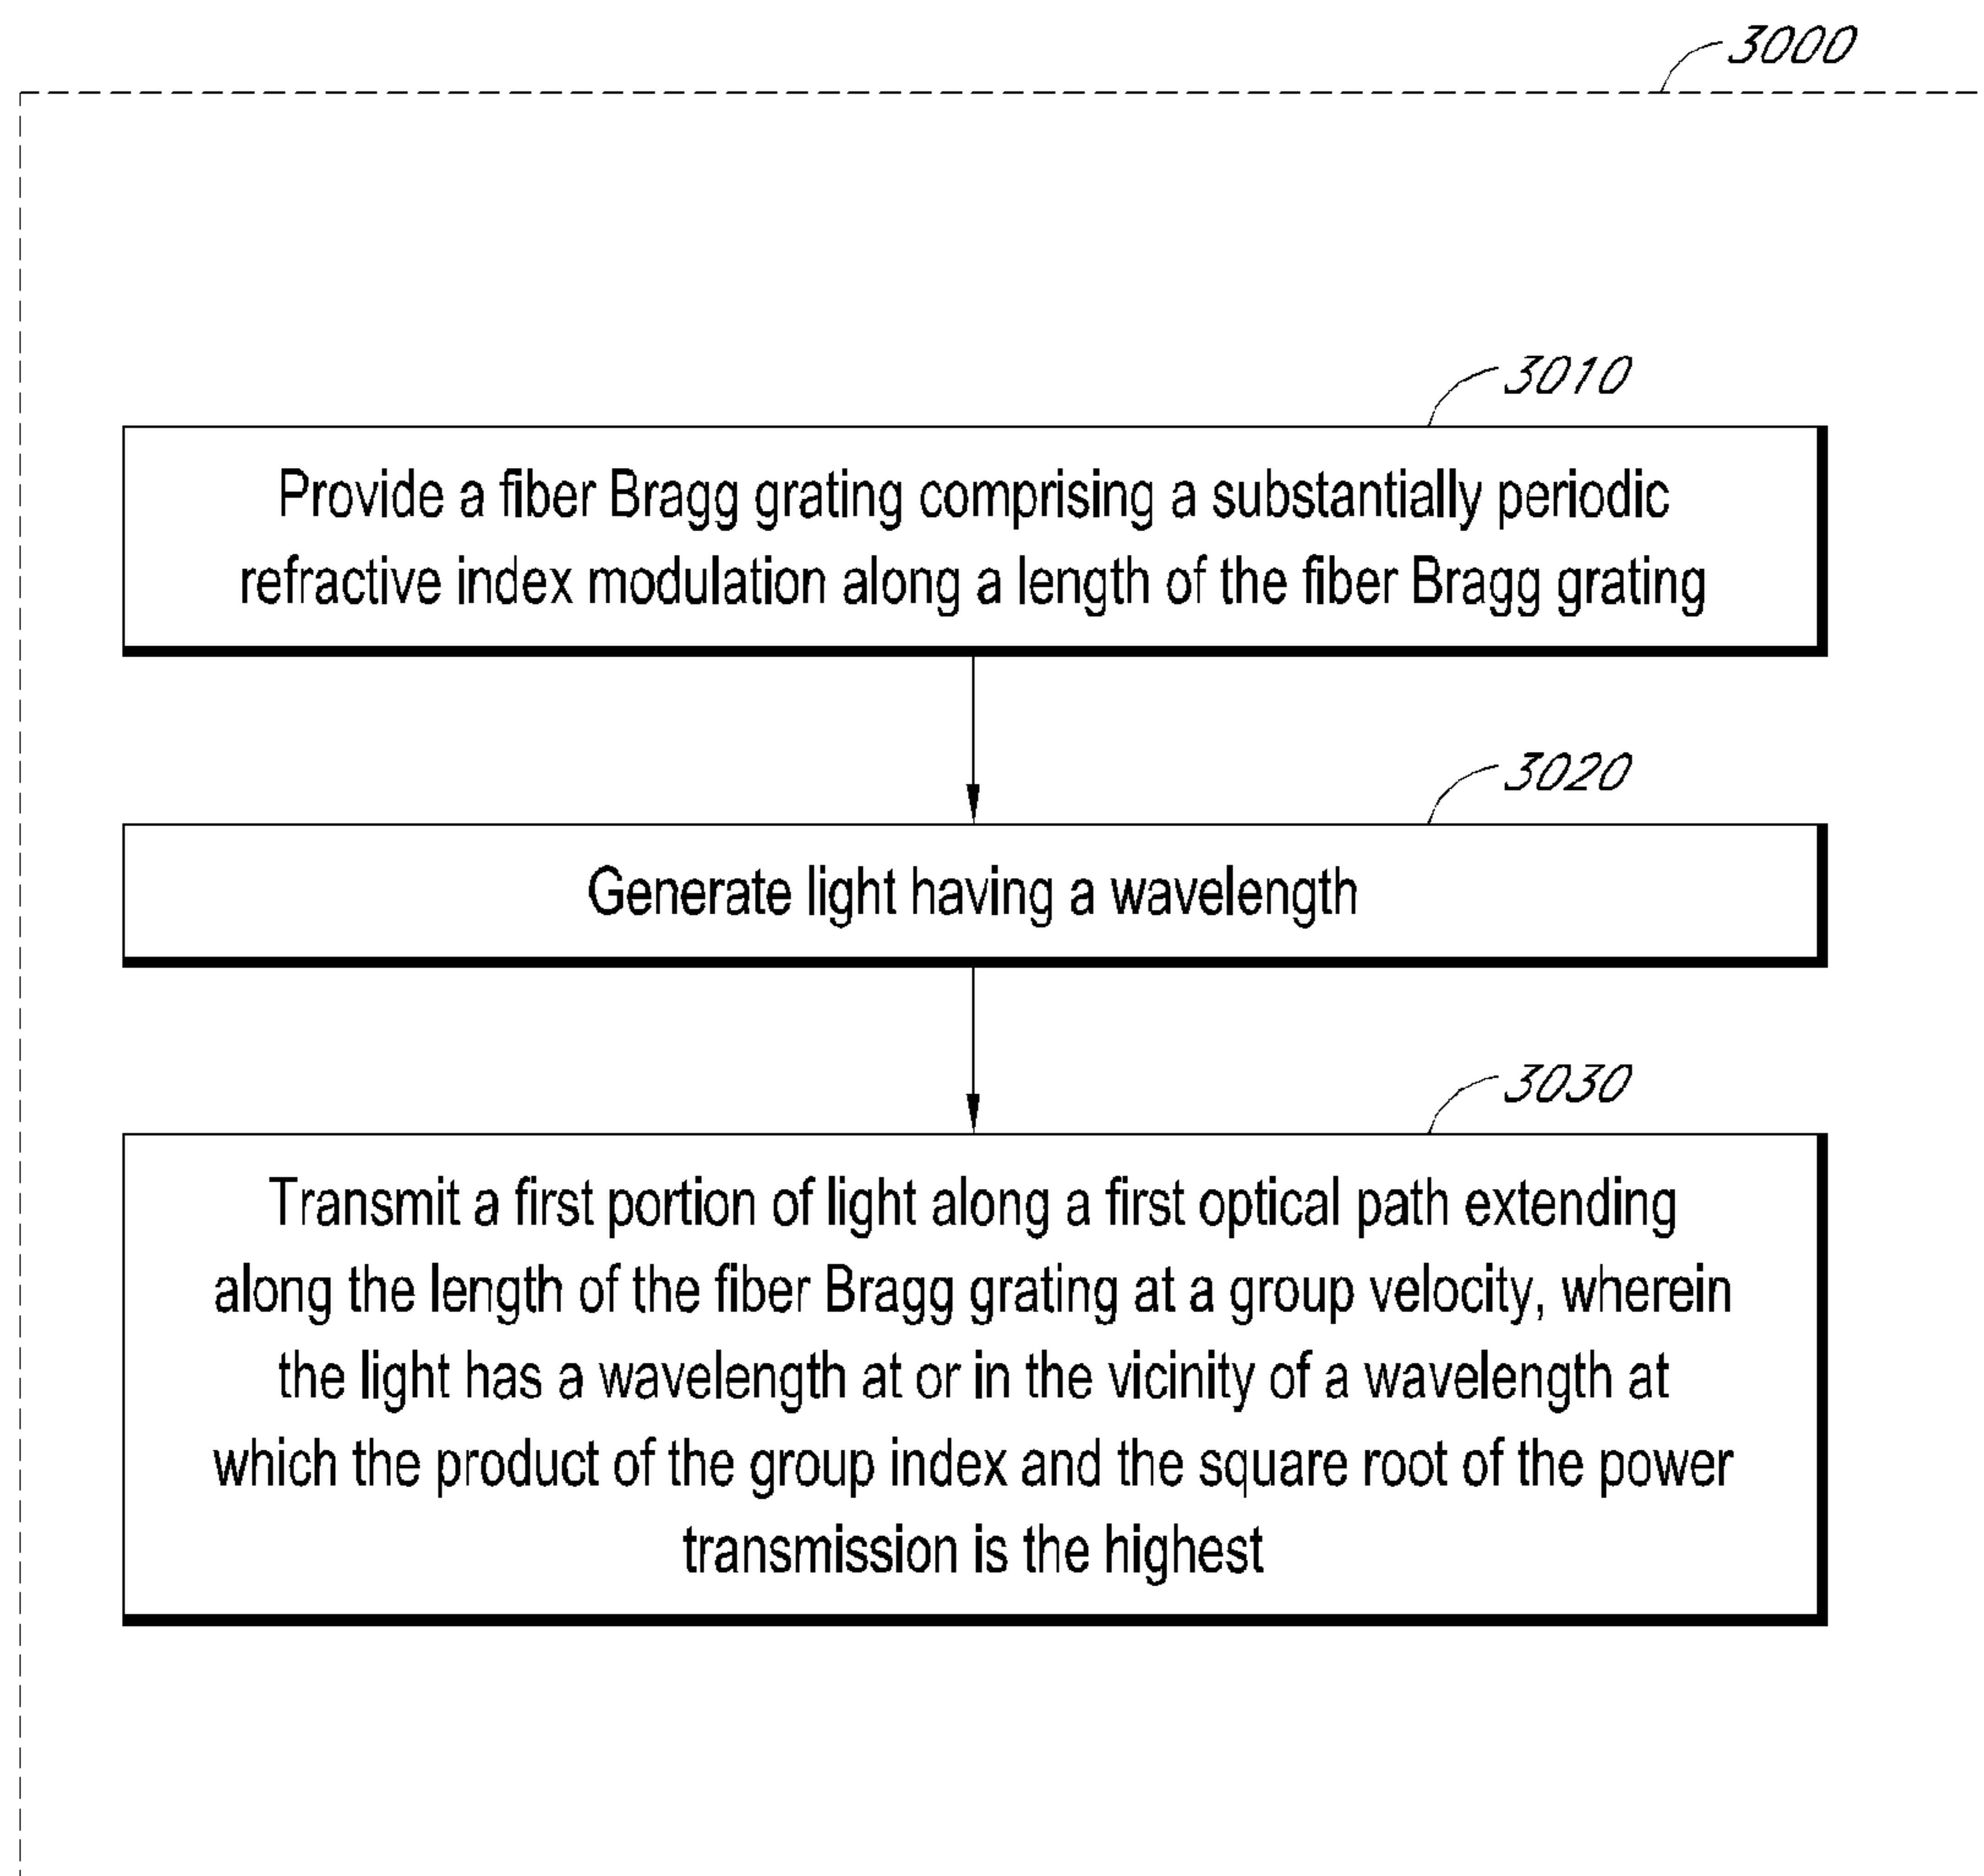 3000
3010
Provide a fiber Bragg grating comprising a substantially periodic
refractive index modulation along a length of the fiber Bragg grating
3020
Generate light having a wavelength
3030
Transmit a first portion of light along a first optical path extending
along the length of the fiber Bragg grating at a group velocity, wherein
the light has a wavelength at or in the vicinity of a wavelength at
which the product of the group index and the square root of the power
transmission is the highest